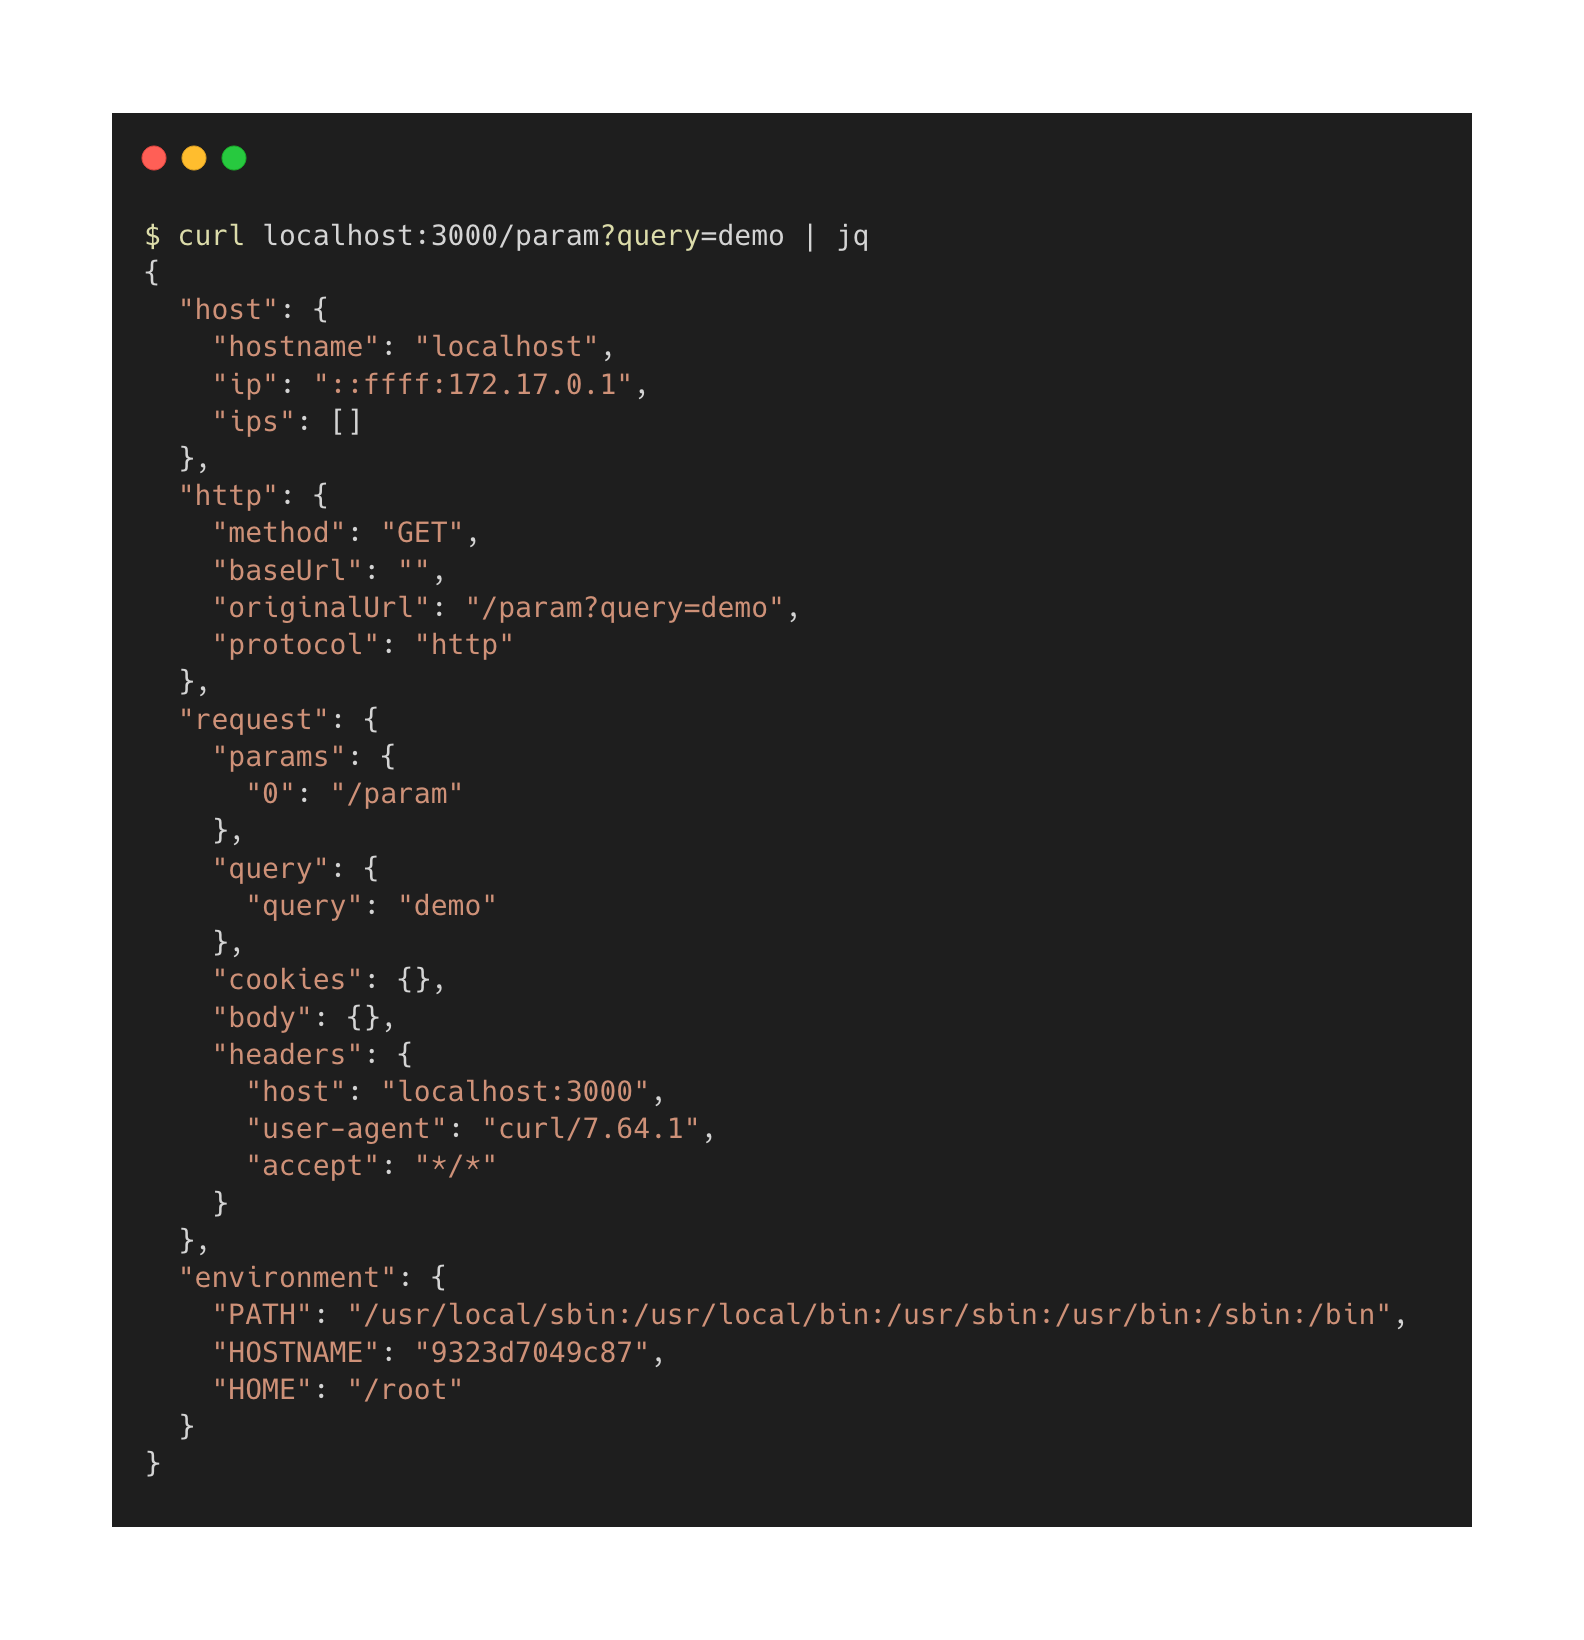 $ curl localhost:3000/param?query=demo | jq
{
  "host": {
    "hostname": "localhost",
    "ip": "::ffff:172.17.0.1",
    "ips": []
  },
  "http": {
    "method": "GET",
    "baseUrl": "",
    "originalUrl": "/param?query=demo",
    "protocol": "http"
  },
  "request": {
    "params": {
      "0": "/param"
    },
    "query": {
      "query": "demo"
    },
    "cookies": {},
    "body": {},
    "headers": {
      "host": "localhost:3000",
      "user-agent": "curl/7.64.1",
      "accept": "*/*"
    }
  },
  "environment": {
    "PATH": "/usr/local/sbin:/usr/local/bin:/usr/sbin:/usr/bin:/sbin:/bin",
    "HOSTNAME": "9323d7049c87",
    "HOME": "/root"
  }
}